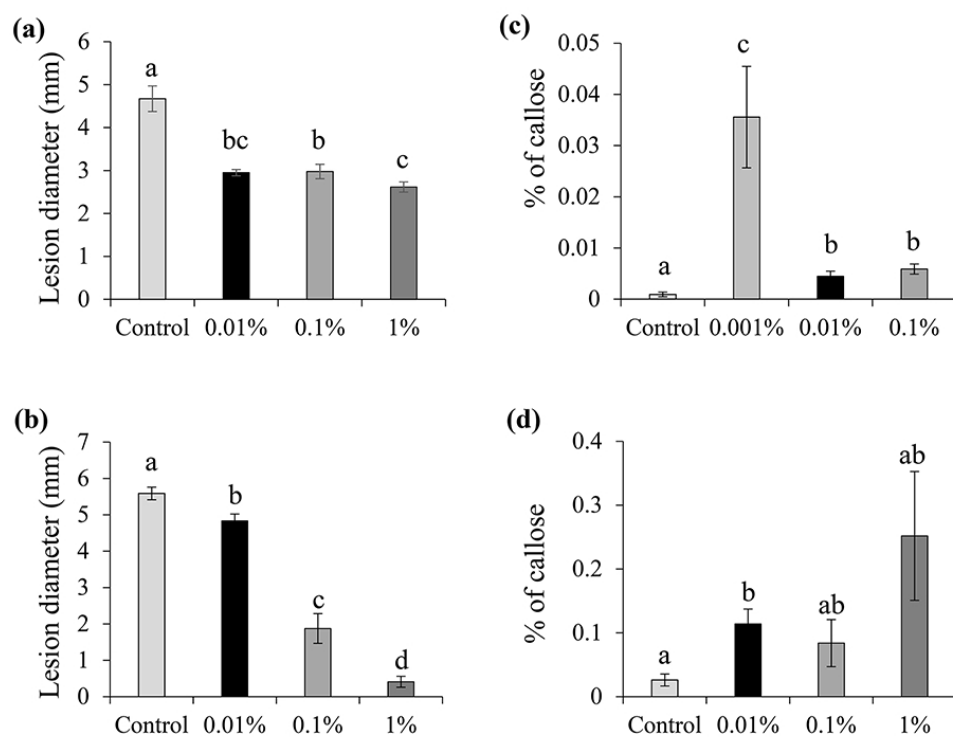 (a)
Lesion diameter (mm)
6
5
4
3
2
1
0
a
bc
b
c
Control 0.01% 0.1% 1%
(c)
% of callose
0.05
0.04
0.03
0.02
0.01
0
a
c
b
b
Control 0.001% 0.01% 0.1%
(b)
Lesion diameter (mm)
7
6
5
4
3
2
1
0
a
b
c
d
Control 0.01% 0.1% 1%
(d)
% of callose
0.4
0.3
0.2
0.1
0
a
b
ab
ab
Control 0.01% 0.1% 1%